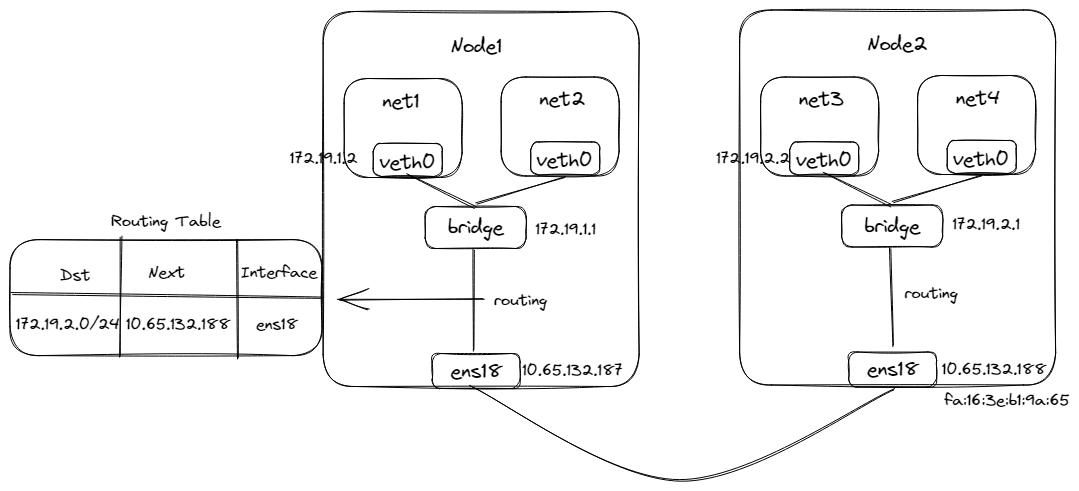 Node1
net1
net2
172.19.1.2
veth0
veth0
bridge
172.19.1.1
Routing Table
Dst
Next
Interface
172.19.2.0/24
10.65.132.188
ens18
routing
ens18
10.65.132.187
Node2
net3
net4
172.19.2.2
veth0
veth0
bridge
172.19.2.1
routing
ens18
10.65.132.188
fa:16:3e:b1:9a:65